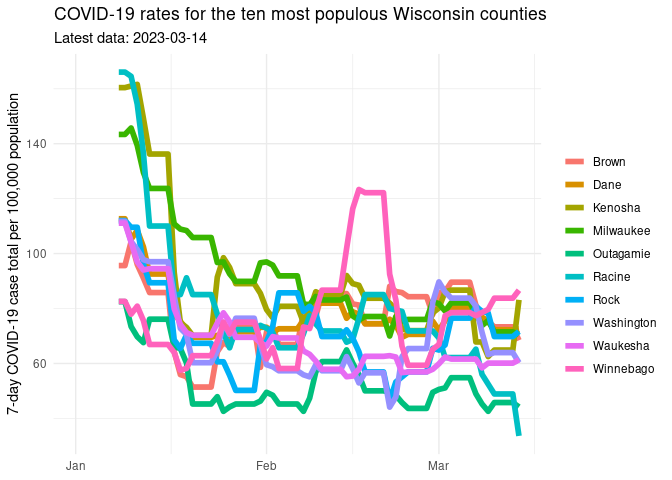 COVID-19 rates for the ten most populous Wisconsin counties
Latest data: 2023-03-14
7-day COVID-19 case total per 100,000 population
140
100
60
Jan
Feb
Mar
Brown
Dane
Kenosha
Milwaukee
Outagamie
Racine
Rock
Washington
Waukesha
Winnebago